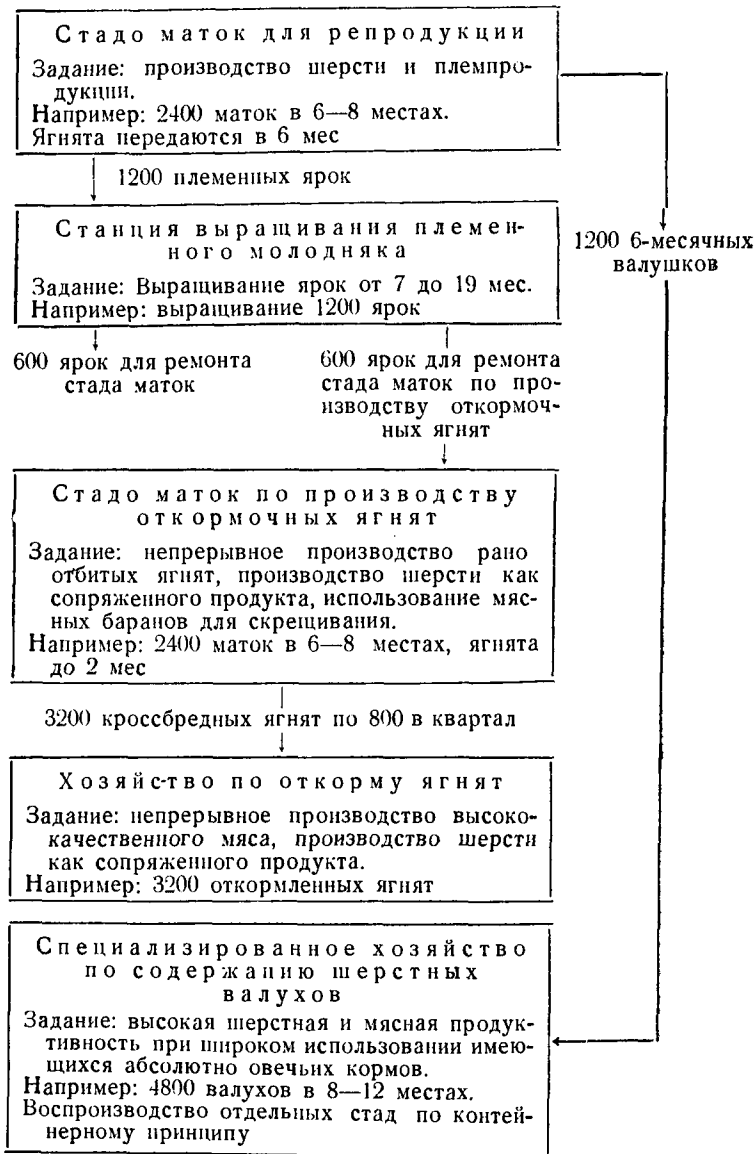 Стадо маток для репродукции
Задание: производство шерсти и племпро-
дукции.
Например: 2400 маток в 6—8 местах.
Ягнята передаются в 6 мес
1200 племенных ярок
Станция выращивания племен-
ного молодняка
Задание: Выращивание ярок от 7 до 19 мес.
Например: выращивание 1200 ярок
1200 6-месячных
валушков
600 ярок для ремонта
стада маток
600 ярок для ремонта
стада маток по про-
изводству откормоч-
ных ягнят
Стадо маток по производству
откормочных ягнят
Задание: непрерывное производство рано
отбитых ягнят, производство шерсти как
сопряженного продукта, использование мяс-
ных баранов для скрещивания.
Например: 2400 маток в 6—8 местах, ягнята
до 2 мес
3200 кроссбредных ягнят по 800 в квартал
Хозяйство по откорму ягнят
Задание: непрерывное производство высоко-
качественного мяса, производство шерсти
как сопряженного продукта.
Например: 3200 откормленных ягнят
Специализированное хозяйство
по содержанию шерстных
валухов
Задание: высокая шерстная и мясная продук-
тивность при широком использовании имею-
щихся абсолютно овечьих кормов.
Например: 4800 валухов в 8—12 местах.
Воспроизводство отдельных стад по контей-
нерному принципу